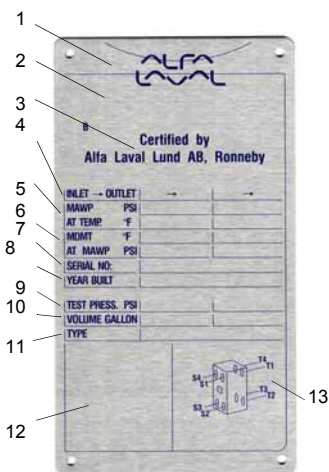 1
2
3
4
5
6
7
8
9
10
11
12
13
ALFA
LAVAL
B
Certified by
Alfa Laval Lund AB, Ronneby
INLET → OUTLET → →
MAWP PSI
AT TEMP. °F
MDMT °F
AT MAWP PSI
SERIAL NO:
YEAR BUILT
TEST PRESS. PSI
VOLUME GALLON
TYPE
S4 T4
S1 T1
S3 T3
S2 T2